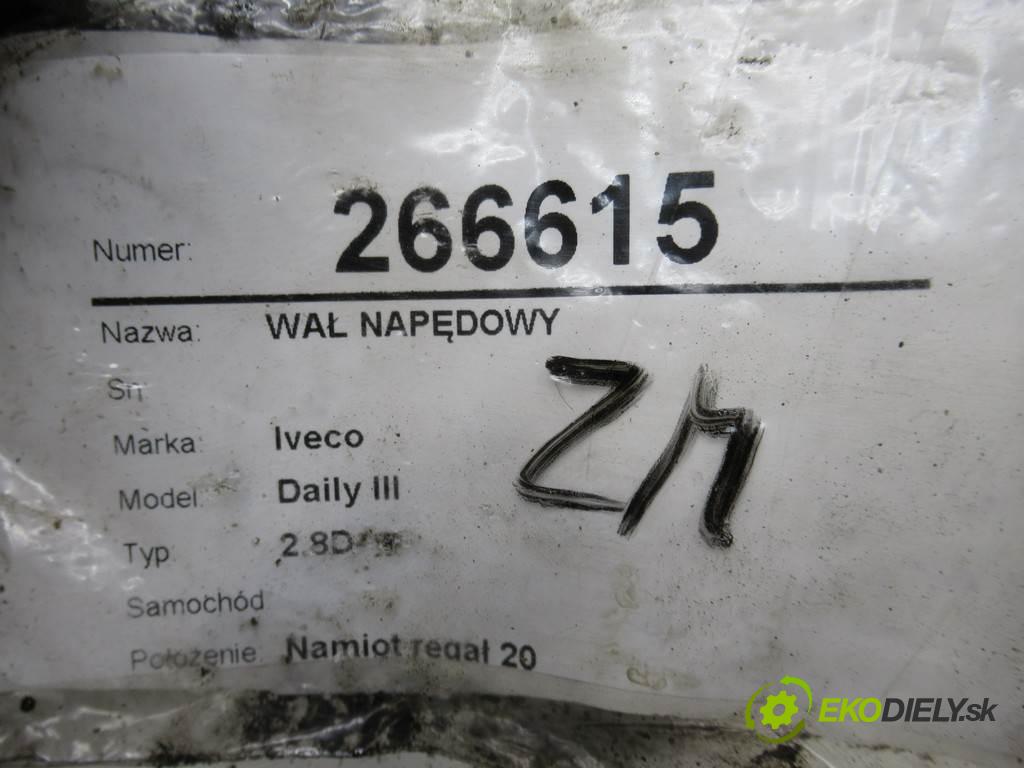 Numer: 266615
Nazwa: WAŁ NAPĘDOWY
Sn
Marka: Iveco
Model: Daily III
Typ 2.8D
Samochód
Położenie: Namiot regał 20
ZM
EKODIELY.sk